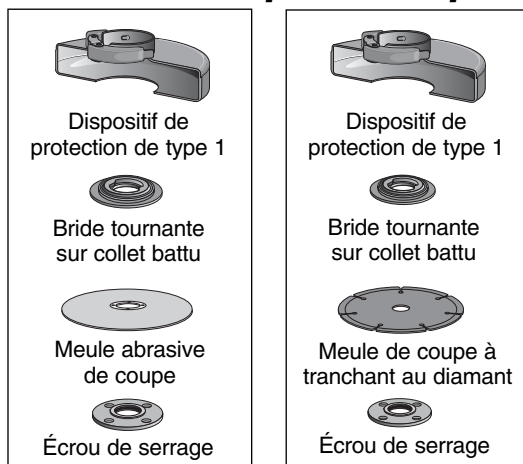 Dispositif de
protection de type 1
Bride tournante
sur collet battu
Meule abrasive
de coupe
Écrou de serrage
Dispositif de
protection de type 1
Bride tournante
sur collet battu
Meule de coupe à
tranchant au diamant
Écrou de serrage